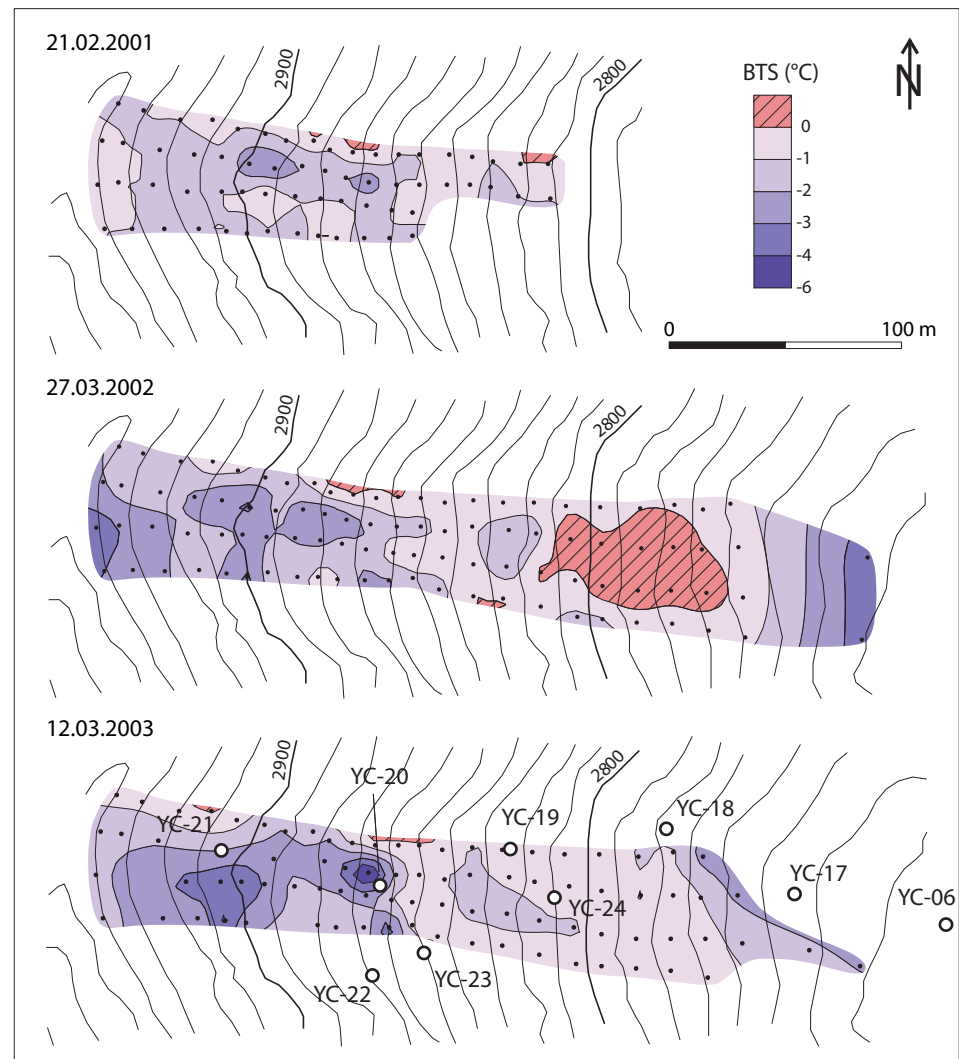 21.02.2001
2900
2800
N
BTS (°C)
0
-1
-2
-3
-4
-6
0 100 m
27.03.2002
2900
2800
12.03.2003
2900
2800
YC-20
YC-21
YC-19
YC-18
YC-17
YC-06
YC-24
YC-23
YC-22